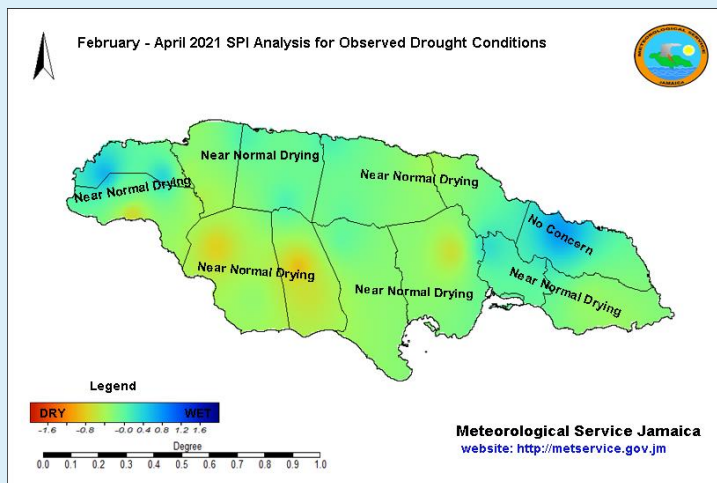 February - April 2021 SPI Analysis for Observed Drought Conditions
METEOROLOGICAL SERVICE
JAMAICA
Near Normal Drying
Near Normal Drying
Near Normal Drying
No Concern
Near Normal Drying
Near Normal Drying
Near Normal Drying
Legend
DRY WET
-1.6 -0.8 -0.0 0.4 0.8 1.2 1.6
Degree
0.0 0.1 0.2 0.3 0.4 0.5 0.6 0.7 0.8 0.9 1.0
Meteorological Service Jamaica
website: http://metservice.gov.jm